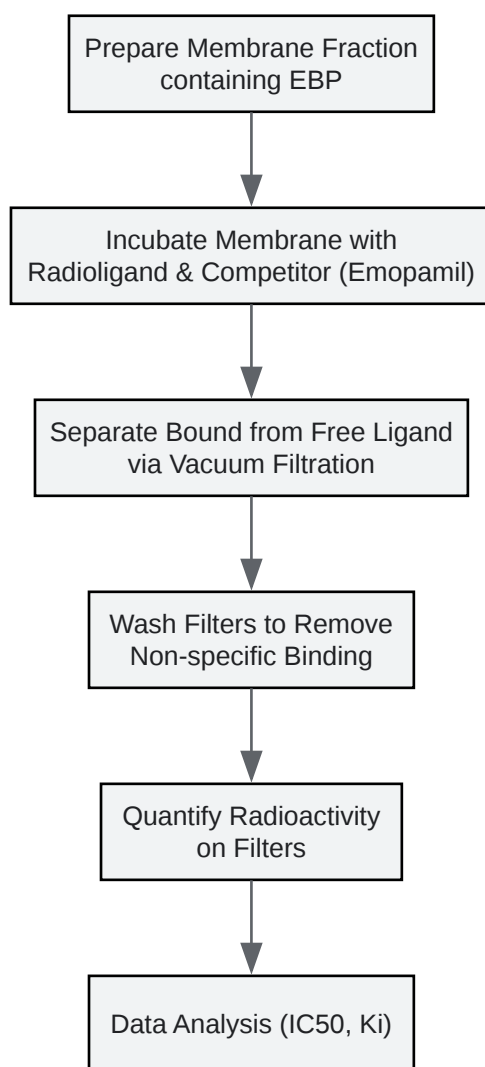 Prepare Membrane Fraction
containing EBP
Incubate Membrane with
Radioligand & Competitor (Emopamil)
Separate Bound from Free Ligand
via Vacuum Filtration
Wash Filters to Remove
Non-specific Binding
Quantify Radioactivity
on Filters
Data Analysis (IC50, Ki)